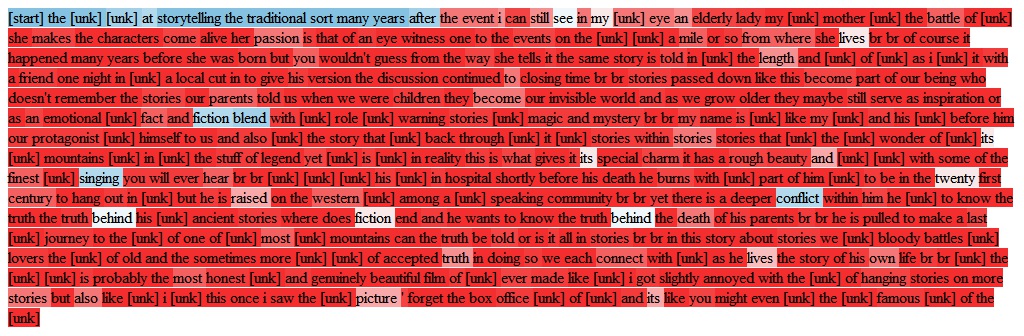 [start] the [unk] [unk] at storytelling the traditional sort many years after the event i can still see in my [unk] eye an elderly lady my [unk] mother [unk] the battle of [unk]
she makes the characters come alive her passion is that of an eye witness one to the events on the [unk] [unk] a mile or so from where she lives br br of course it
happened many years before she was born but you wouldn't guess from the way she tells it the same story is told in [unk] the length and [unk] of [unk] as i [unk] it with
a friend one night in [unk] a local cut in to give his version the discussion continued to closing time br br stories passed down like this become part of our being who
doesn't remember the stories our parents told us when we were children they become our invisible world and as we grow older they maybe still serve as inspiration or
as an emotional [unk] fact and fiction blend with [unk] role [unk] warning stories [unk] magic and mystery br br my name is [unk] like my [unk] and his [unk] before him
our protagonist [unk] himself to us and also [unk] the story that [unk] back through [unk] it [unk] stories within stories stories that [unk] the [unk] wonder of [unk] its
[unk] mountains [unk] in [unk] the stuff of legend yet [unk] is [unk] in reality this is what gives it its special charm it has a rough beauty and [unk] [unk] with some of the
finest [unk] singing you will ever hear br br [unk] [unk] [unk] his [unk] in hospital shortly before his death he burns with [unk] part of him [unk] to be in the twenty first
century to hang out in [unk] but he is raised on the western [unk] among a [unk] speaking community br br yet there is a deeper conflict within him he [unk] to know the
truth the truth behind his [unk] ancient stories where does fiction end and he wants to know the truth behind the death of his parents br br he is pulled to make a last
[unk] journey to the [unk] of one of [unk] most [unk] mountains can the truth be told or is it all in stories br br in this story about stories we [unk] bloody battles [unk]
lovers the [unk] of old and the sometimes more [unk] [unk] of accepted truth in doing so we each connect with [unk] as he lives the story of his own life br br [unk] the
[unk] [unk] is probably the most honest [unk] and genuinely beautiful film of [unk] ever made like [unk] i got slightly annoyed with the [unk] of hanging stories on more
stories but also like [unk] i [unk] this once i saw the [unk] picture ' forget the box office [unk] of [unk] and its like you might even [unk] the [unk] famous [unk] of the
[unk]